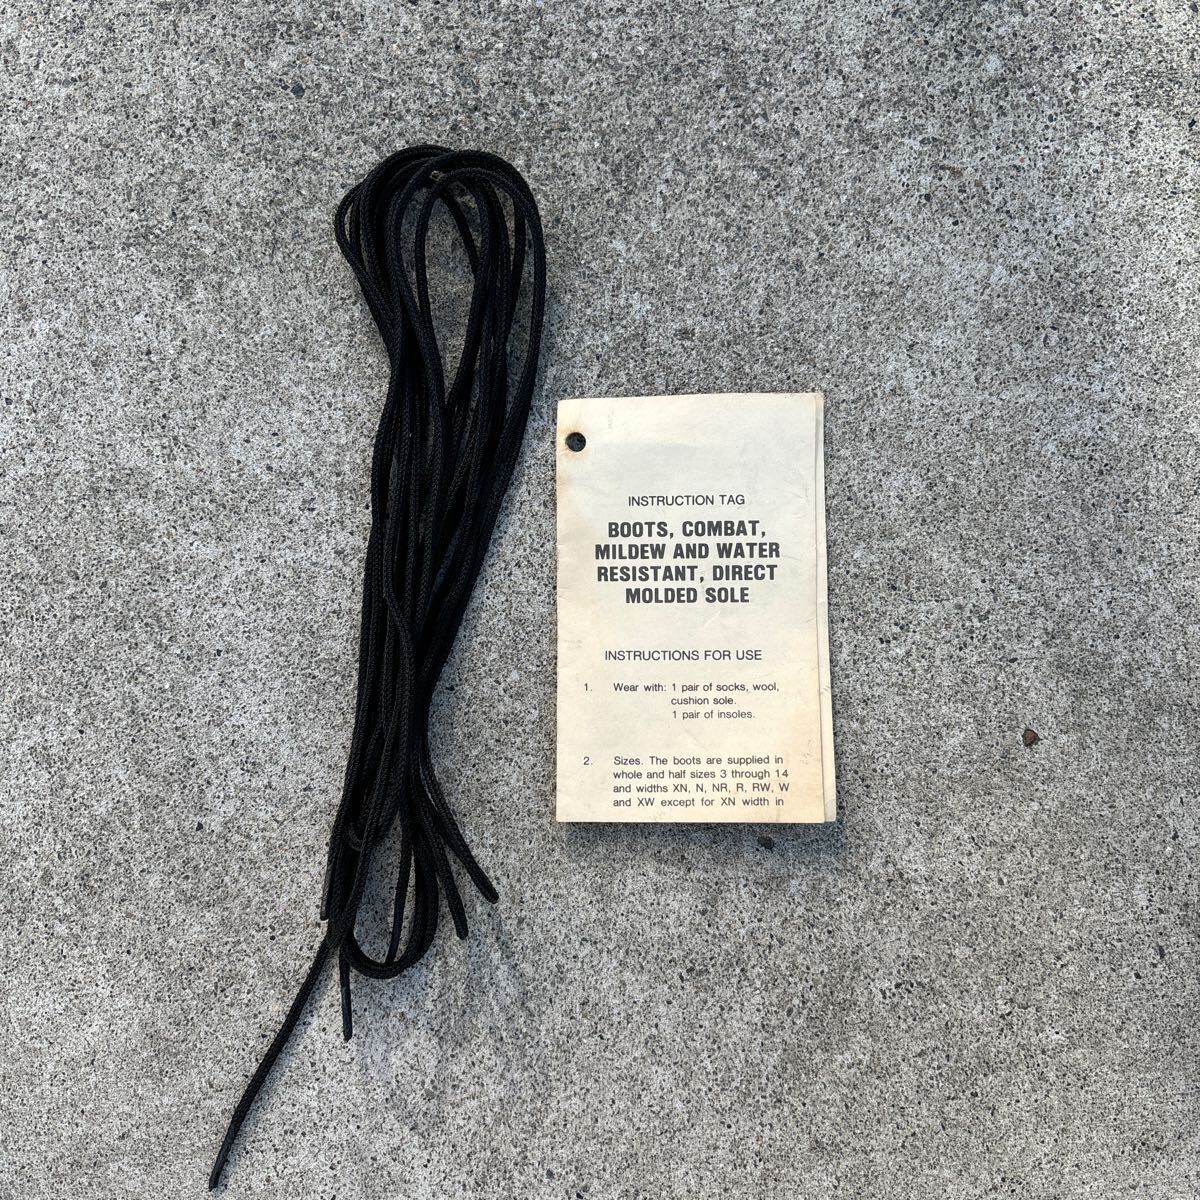 INSTRUCTION TAG
BOOTS, COMBAT,
MILDEW AND WATER
RESISTANT, DIRECT
MOLDED SOLE
INSTRUCTIONS FOR USE
1. Wear with: 1 pair of socks, wool,
cushion sole.
1 pair of insoles.
2. Sizes. The boots are supplied in
whole and half sizes 3 through 14
and widths XN, N, NR, R, RW, W
and XW except for XN width in